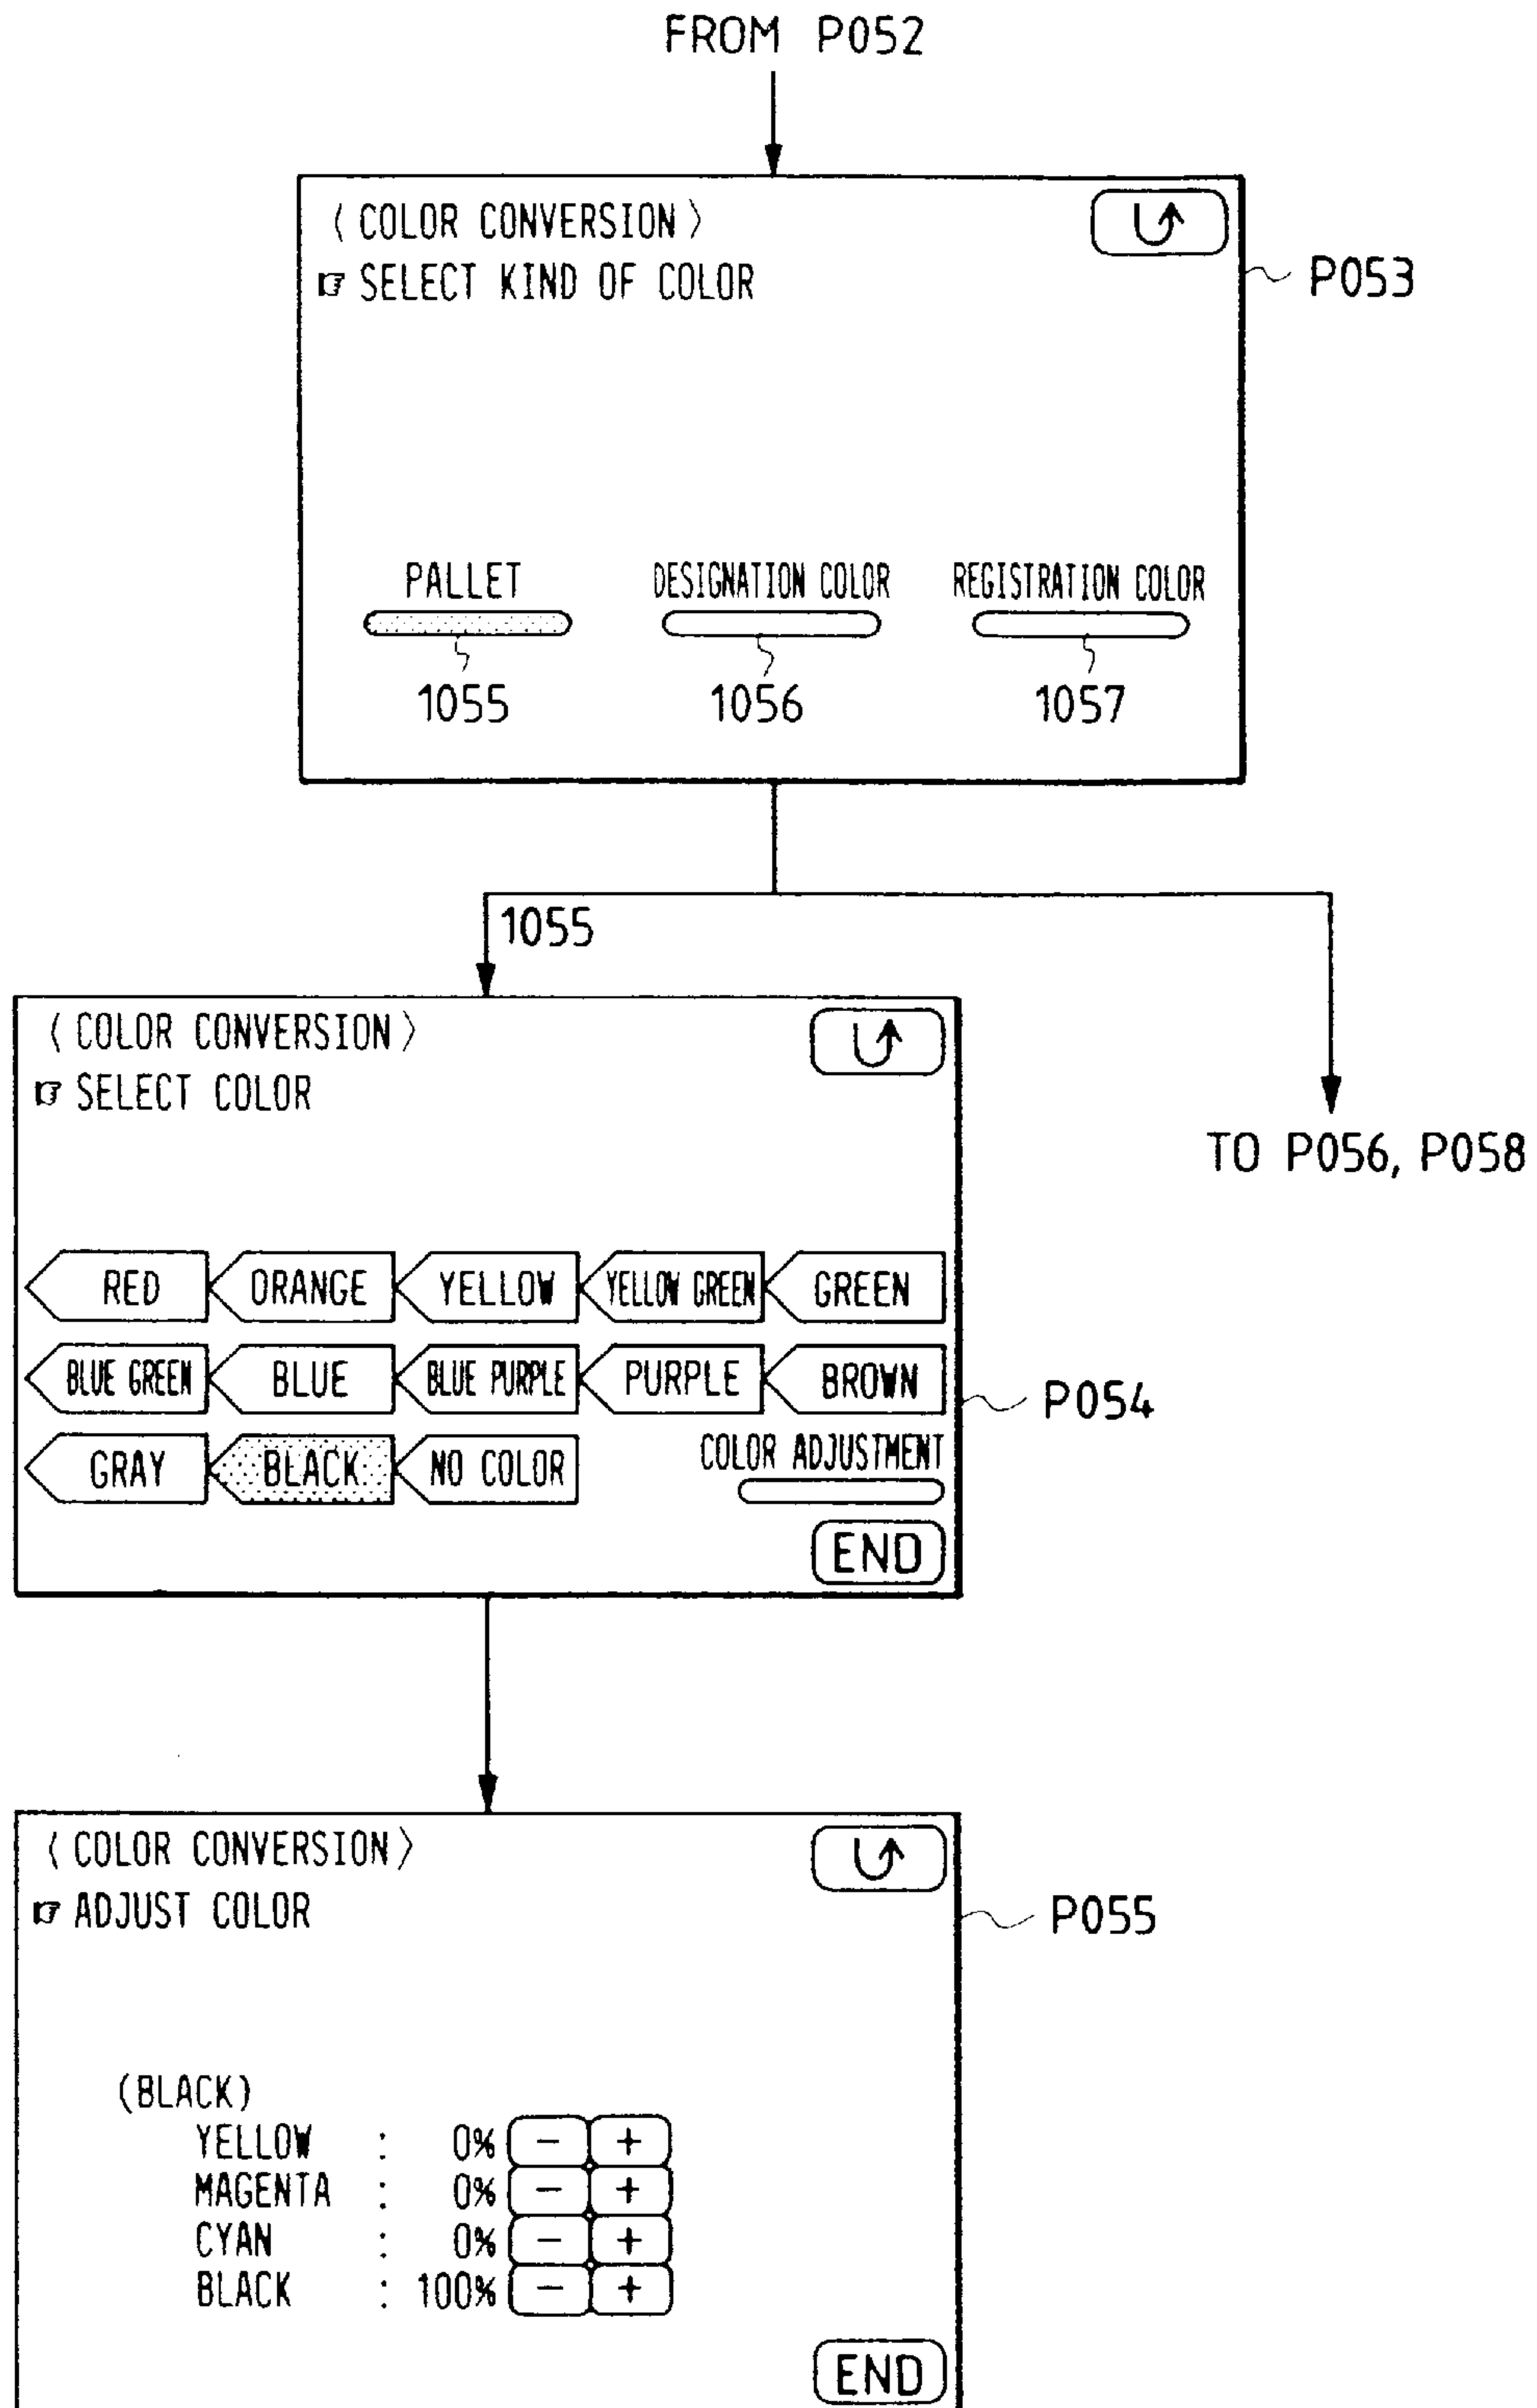 FROM P052
〈COLOR CONVERSION〉
☞ SELECT KIND OF COLOR
P053
PALLET DESIGNATION COLOR REGISTRATION COLOR
1055 1056 1057
1055
〈COLOR CONVERSION〉
☞ SELECT COLOR
TO P056, P058
RED ORANGE YELLOW YELLOW GREEN GREEN
BLUE GREEN BLUE BLUE PURPLE PURPLE BROWN
P054
GRAY BLACK NO COLOR COLOR ADJUSTMENT
END
〈COLOR CONVERSION〉
☞ ADJUST COLOR
P055
(BLACK)
YELLOW : 0% − +
MAGENTA : 0% − +
CYAN : 0% − +
BLACK : 100% − +
END